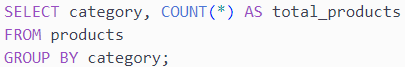 SELECT category, COUNT(*) AS total_products
FROM products
GROUP BY category;